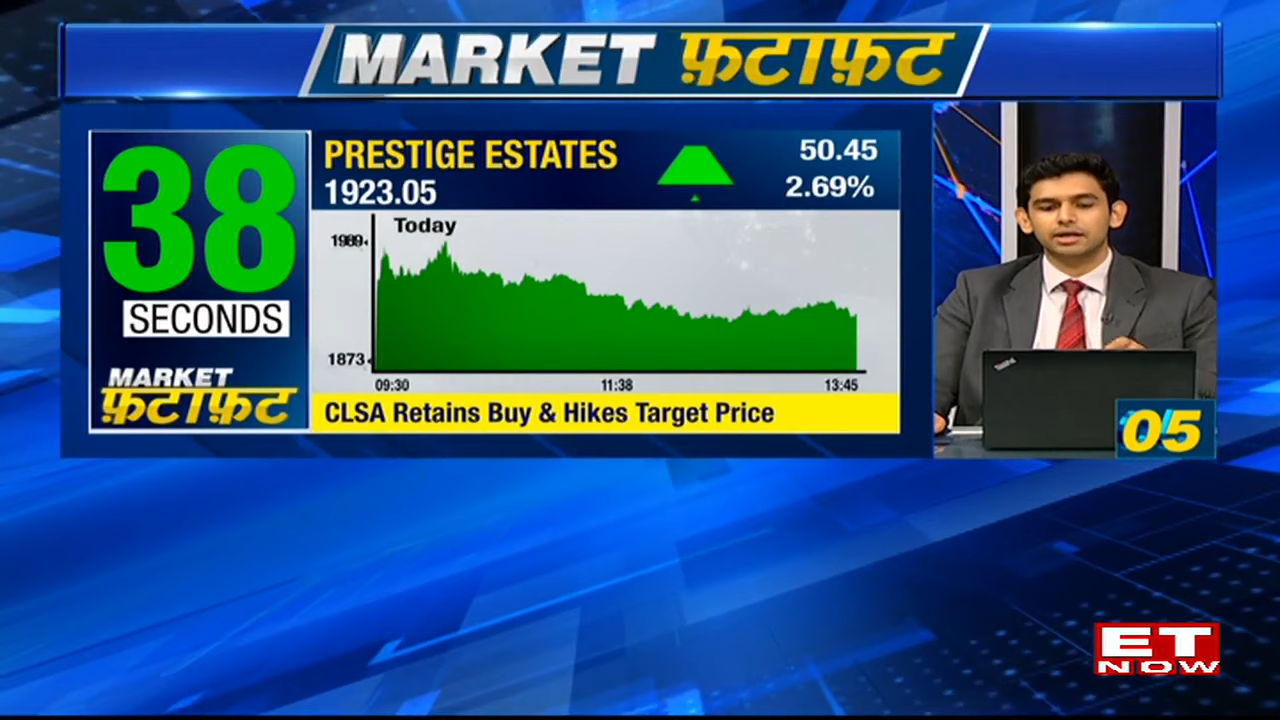 MARKET फ़टाफ़ट
38
SECONDS
MARKET
फ़टाफ़ट
PRESTIGE ESTATES
1923.05
50.45
2.69%
Today
1989
1873
09:30 11:38 13:45
CLSA Retains Buy & Hikes Target Price
ThinkPad
05
ET
NOW